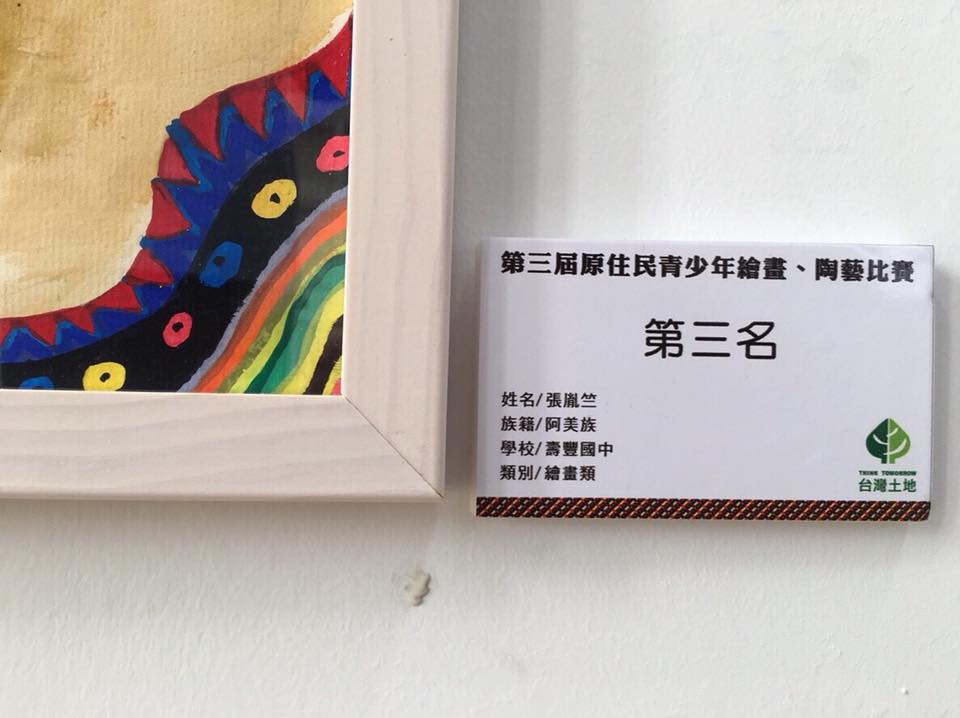 第三屆原住民青少年繪畫、陶藝比賽
第三名
姓名/張胤竺
族籍/阿美族
學校/壽豐國中
類別/繪畫類
THINK TOMORROW
台灣土地